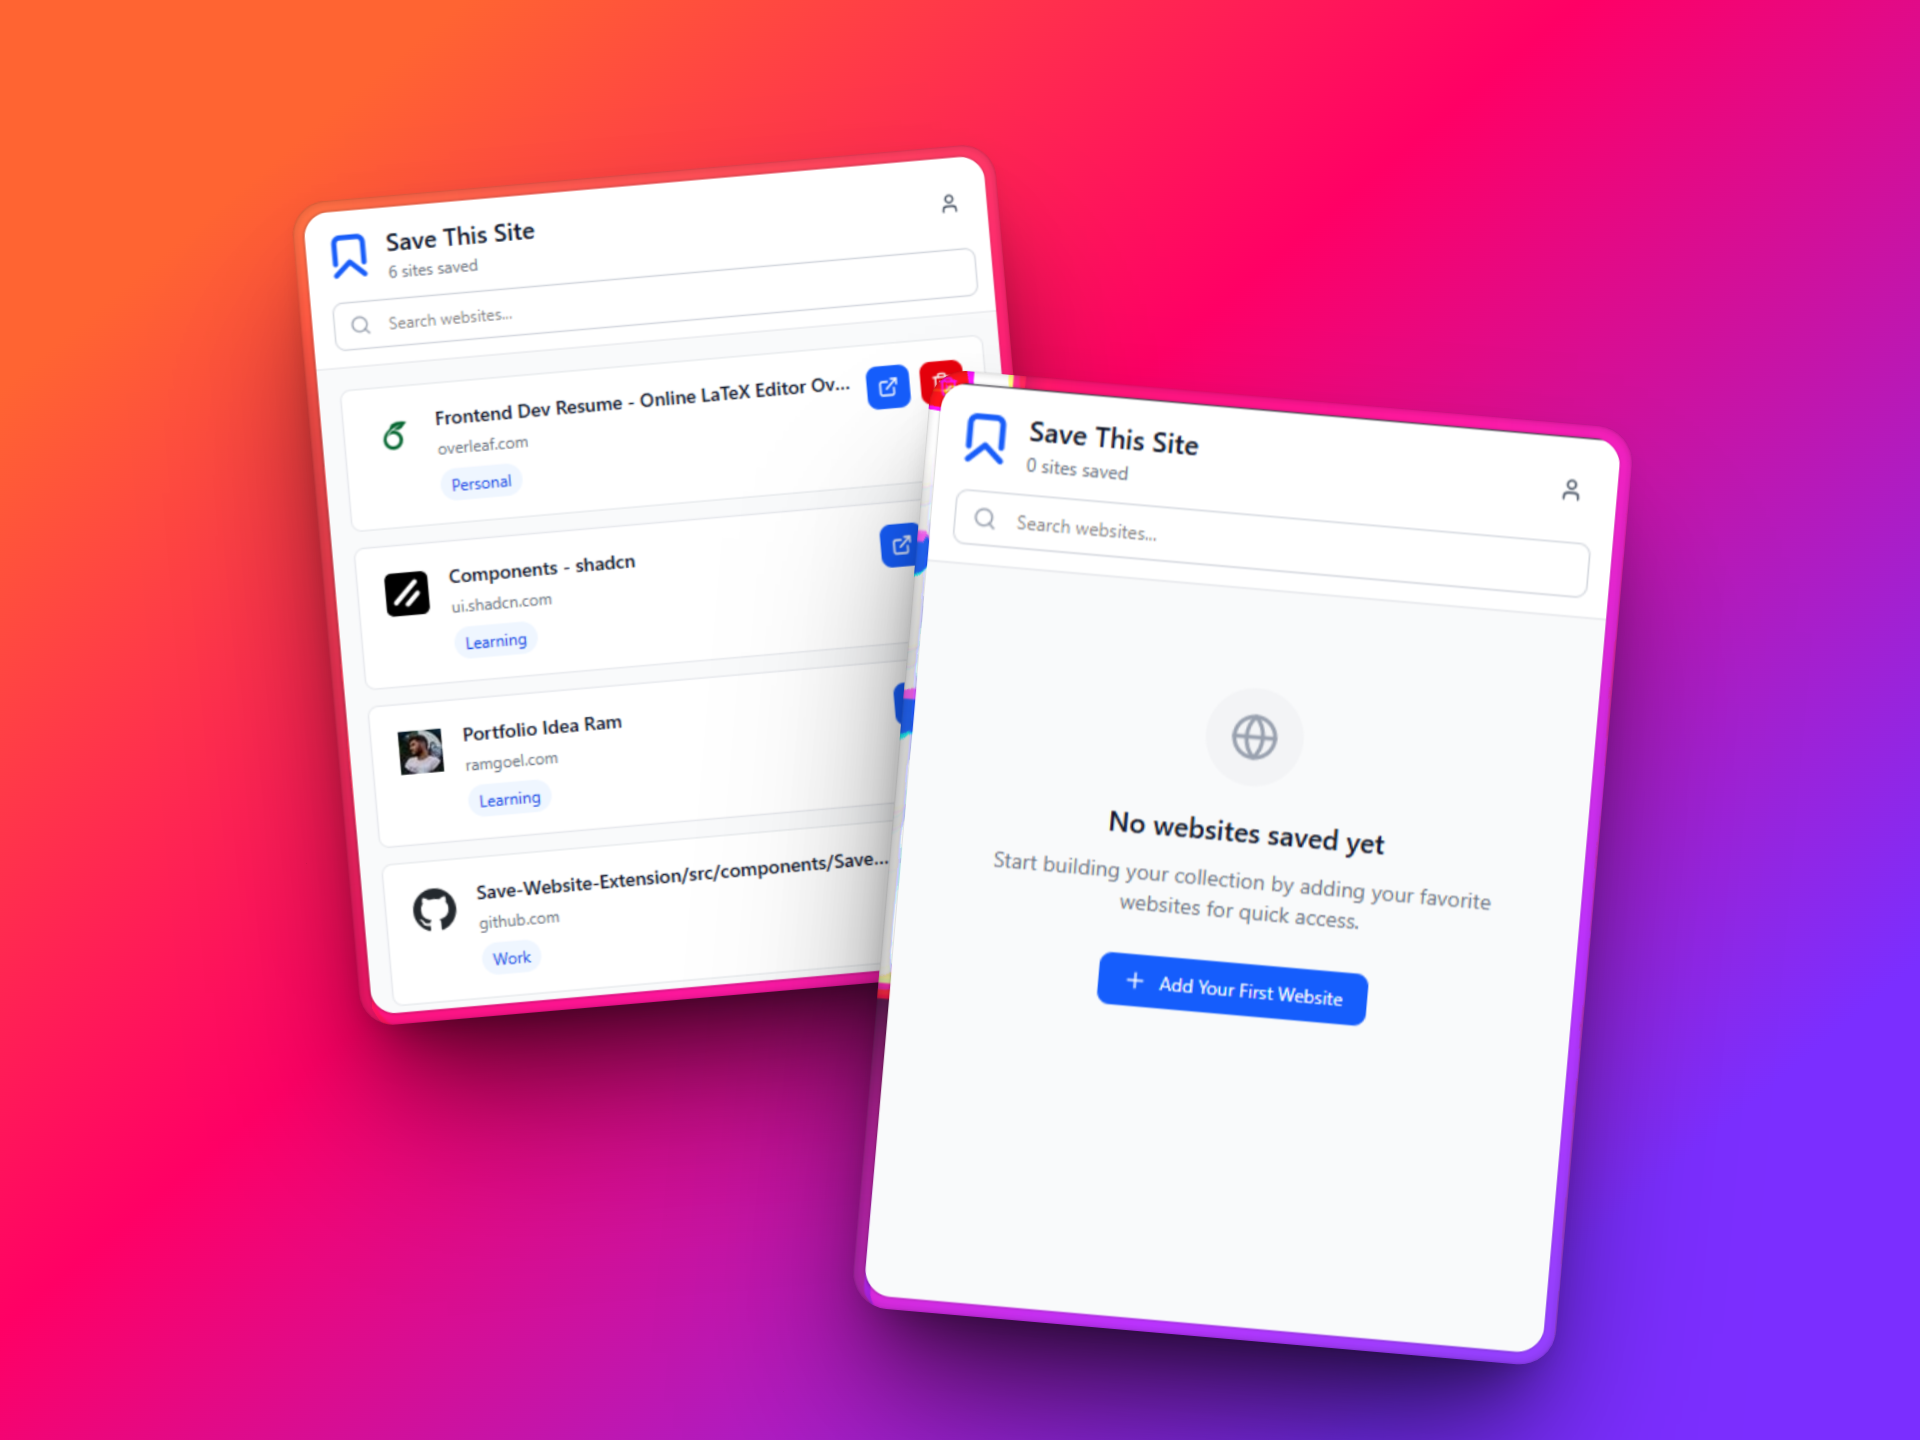 Save This Site
6 sites saved
Search websites...
Frontend Dev Resume - Online LaTeX Editor Ov...
overleaf.com
Personal
Components - shadcn
ui.shadcn.com
Learning
Portfolio Idea Ram
ramgoel.com
Learning
Save-Website-Extension/src/components/Save...
github.com
Work
Save This Site
0 sites saved
Search websites...
No websites saved yet
Start building your collection by adding your favorite
websites for quick access.
Add Your First Website